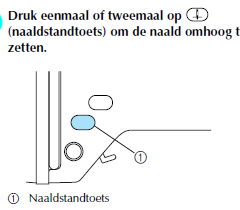 Druk eenmaal of tweemaal op
(naaldstandtoets) om de naald omhoog t
zetten.
①
① Naaldstandtoets